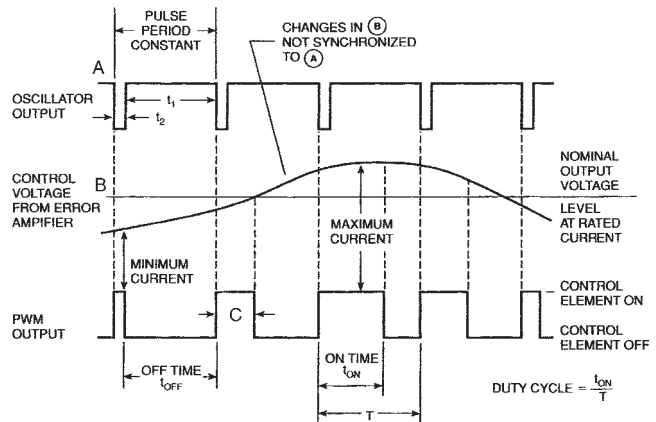 PULSE
PERIOD
CONSTANT
CHANGES IN B
NOT SYNCHRONIZED
TO A
A
OSCILLATOR
OUTPUT
t1
t2
CONTROL
VOLTAGE
FROM ERROR
AMPIFIER
B
NOMINAL
OUTPUT
VOLTAGE
LEVEL
AT RATED
CURRENT
MAXIMUM
CURRENT
MINIMUM
CURRENT
PWM
OUTPUT
C
CONTROL
ELEMENT ON
CONTROL
ELEMENT OFF
OFF TIME
tOFF
ON TIME
tON
T
DUTY CYCLE = tON/T